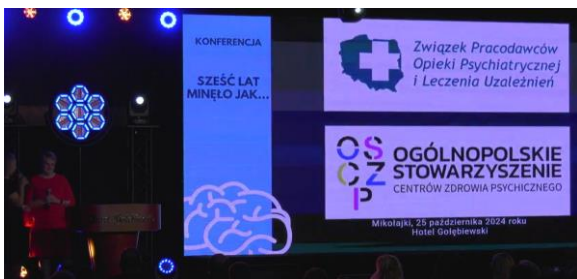 KONFERENCJA
SZEŚĆ LAT
MINĘŁO JAK...
Związek Pracodawców
Opieki Psychiatrycznej
i Leczenia Uzależnień
OSCZP
OGÓLNOPOLSKIE
STOWARZYSZENIE
CENTRÓW ZDROWIA PSYCHICZNEGO
Mikołajki, 25 października 2024 roku
Hotel Gołębiewski